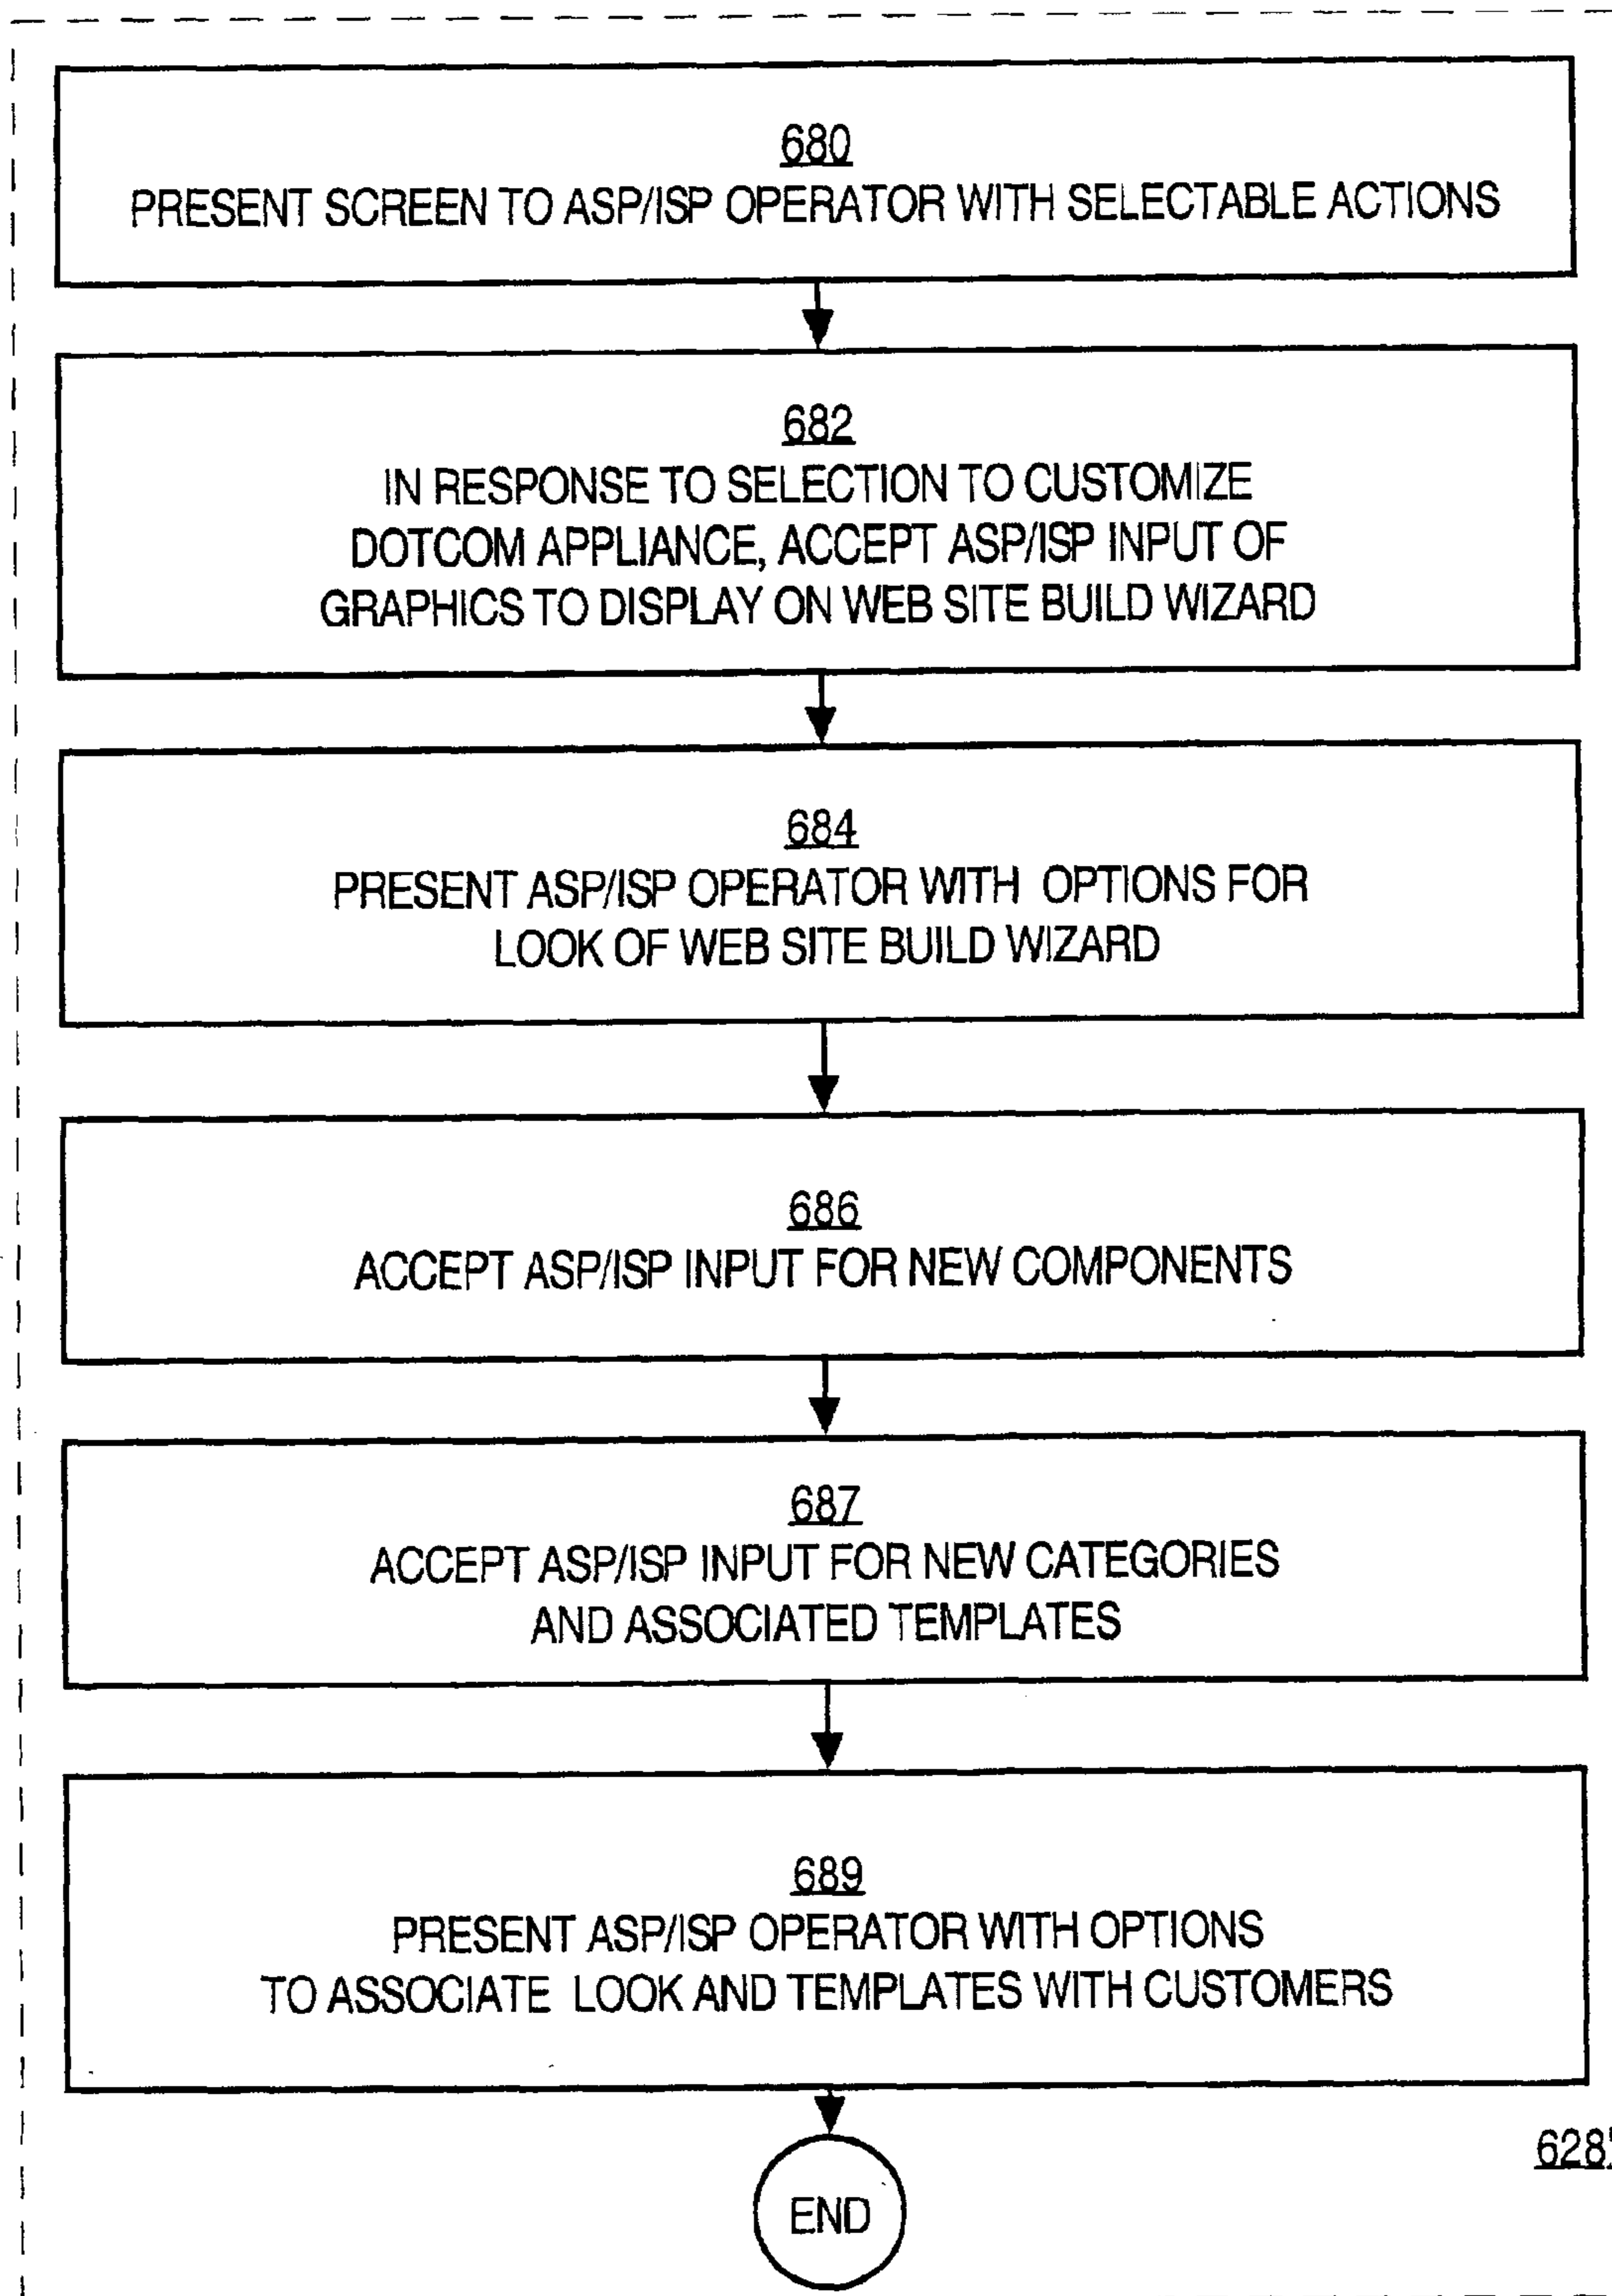 680
PRESENT SCREEN TO ASP/ISP OPERATOR WITH SELECTABLE ACTIONS
682
IN RESPONSE TO SELECTION TO CUSTOMIZE
DOTCOM APPLIANCE, ACCEPT ASP/ISP INPUT OF
GRAPHICS TO DISPLAY ON WEB SITE BUILD WIZARD
684
PRESENT ASP/ISP OPERATOR WITH OPTIONS FOR
LOOK OF WEB SITE BUILD WIZARD
686
ACCEPT ASP/ISP INPUT FOR NEW COMPONENTS
687
ACCEPT ASP/ISP INPUT FOR NEW CATEGORIES
AND ASSOCIATED TEMPLATES
689
PRESENT ASP/ISP OPERATOR WITH OPTIONS
TO ASSOCIATE LOOK AND TEMPLATES WITH CUSTOMERS
628'
END